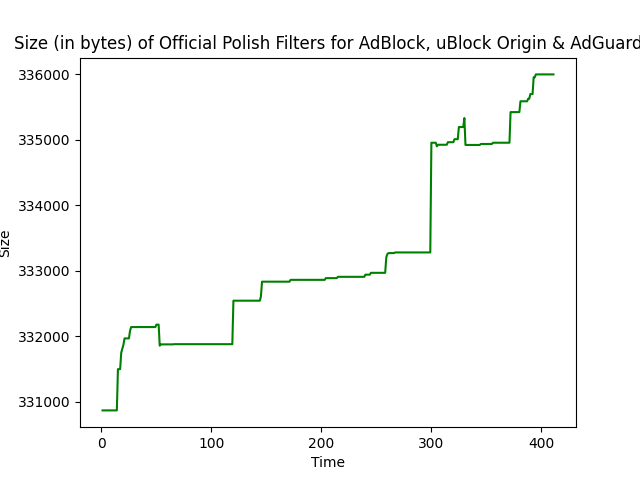 Size (in bytes) of Official Polish Filters for AdBlock, uBlock Origin & AdGuard
336000
335000
334000
333000
332000
331000
Size
0 100 200 300 400
Time